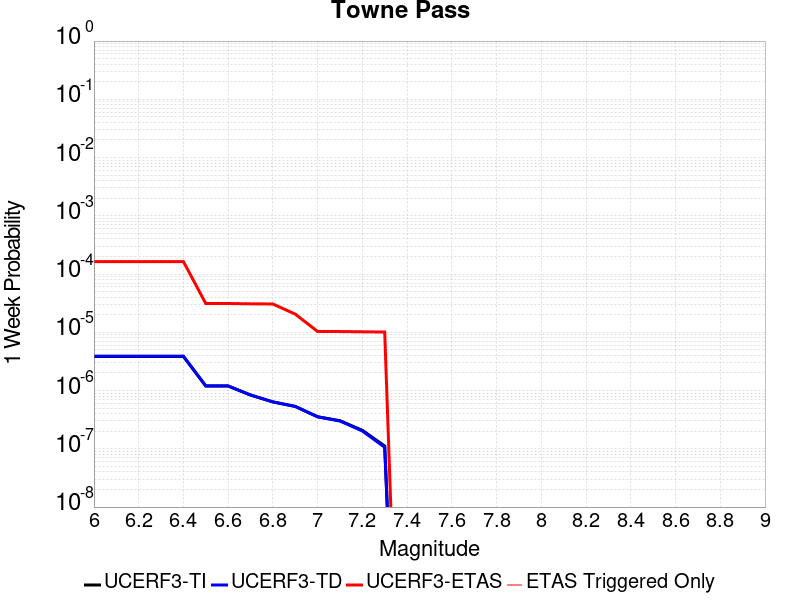 Towne Pass
1 Week Probability
10^0
10^-1
10^-2
10^-3
10^-4
10^-5
10^-6
10^-7
10^-8
6 6.2 6.4 6.6 6.8 7 7.2 7.4 7.6 7.8 8 8.2 8.4 8.6 8.8 9
Magnitude
UCERF3-TI UCERF3-TD UCERF3-ETAS ETAS Triggered Only